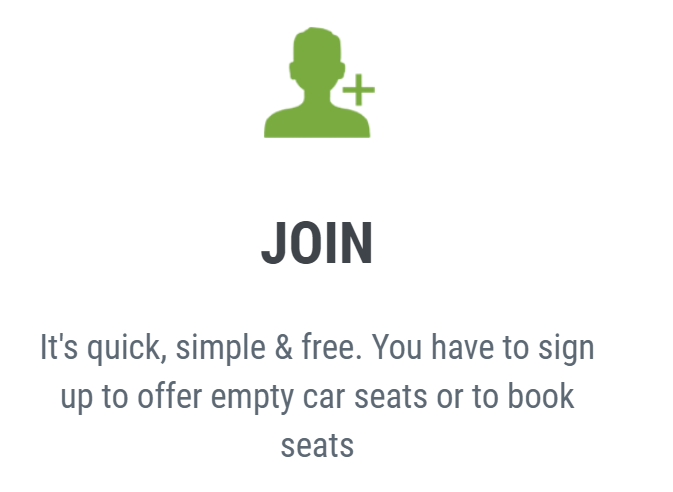 JOIN
It's quick, simple & free. You have to sign
up to offer empty car seats or to book
seats